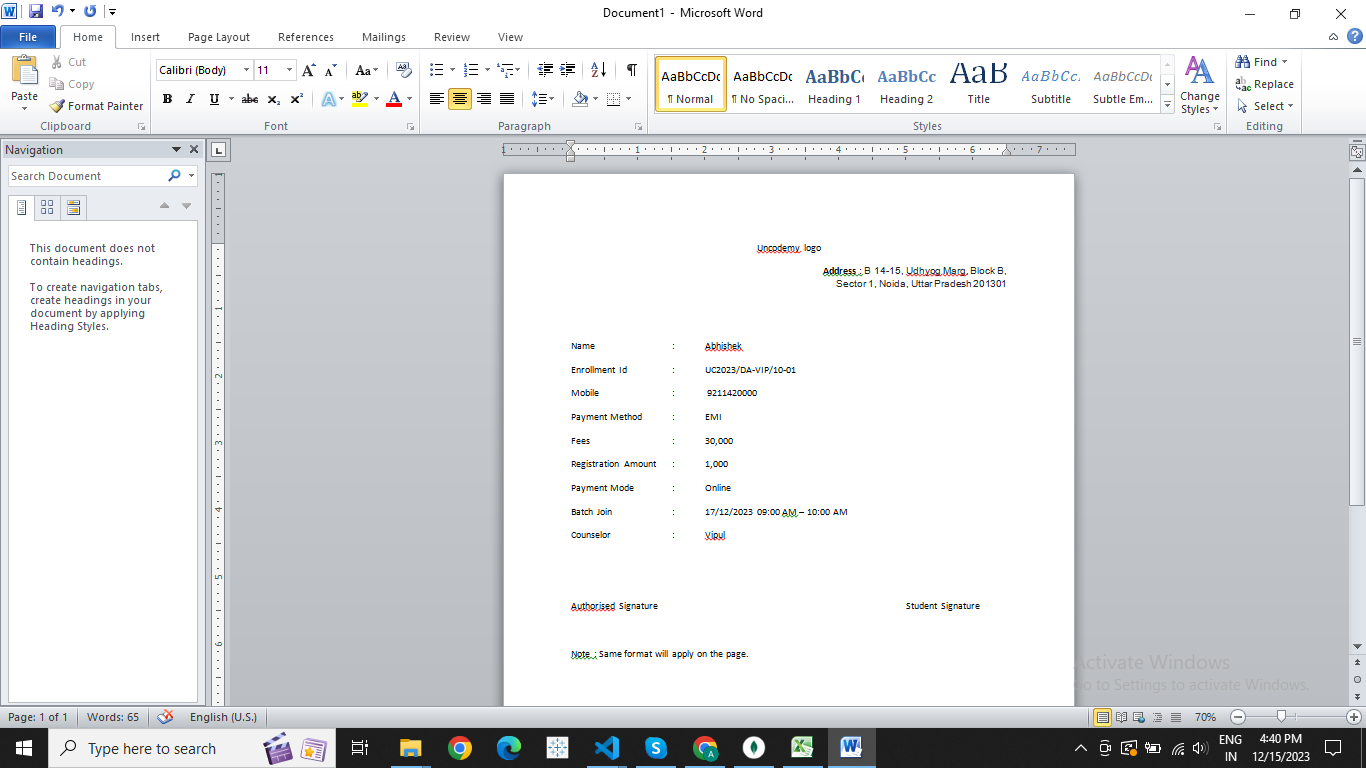 Document1 - Microsoft Word
File Home Insert Page Layout References Mailings Review View
Paste
Cut
Copy
Format Painter
Clipboard
Calibri (Body) 11
Font
Paragraph
AaBbCcDc AaBbCcDc AaBbC AaBbCc AaB AaBbCc. AaBbCcDc
¶ Normal ¶ No Spaci... Heading 1 Heading 2 Title Subtitle Subtle Em...
Change Styles
Styles
Find
Replace
Select
Editing
Navigation
Search Document
This document does not
contain headings.
To create navigation tabs,
create headings in your
document by applying
Heading Styles.
Uncodemy logo
Address : B 14-15, Udhyog Marg, Block B,
Sector 1, Noida, Uttar Pradesh 201301
Name : Abhishek
Enrollment Id : UC2023/DA-VIP/10-01
Mobile : 9211420000
Payment Method : EMI
Fees : 30,000
Registration Amount : 1,000
Payment Mode : Online
Batch Join : 17/12/2023 09:00 AM – 10:00 AM
Counselor : Vipul
Authorised Signature Student Signature
Note : Same format will apply on the page.
Activate Windows
Go to Settings to activate Windows.
Page: 1 of 1 Words: 65 English (U.S.) 70%
Type here to search
ENG
IN
4:40 PM
12/15/2023